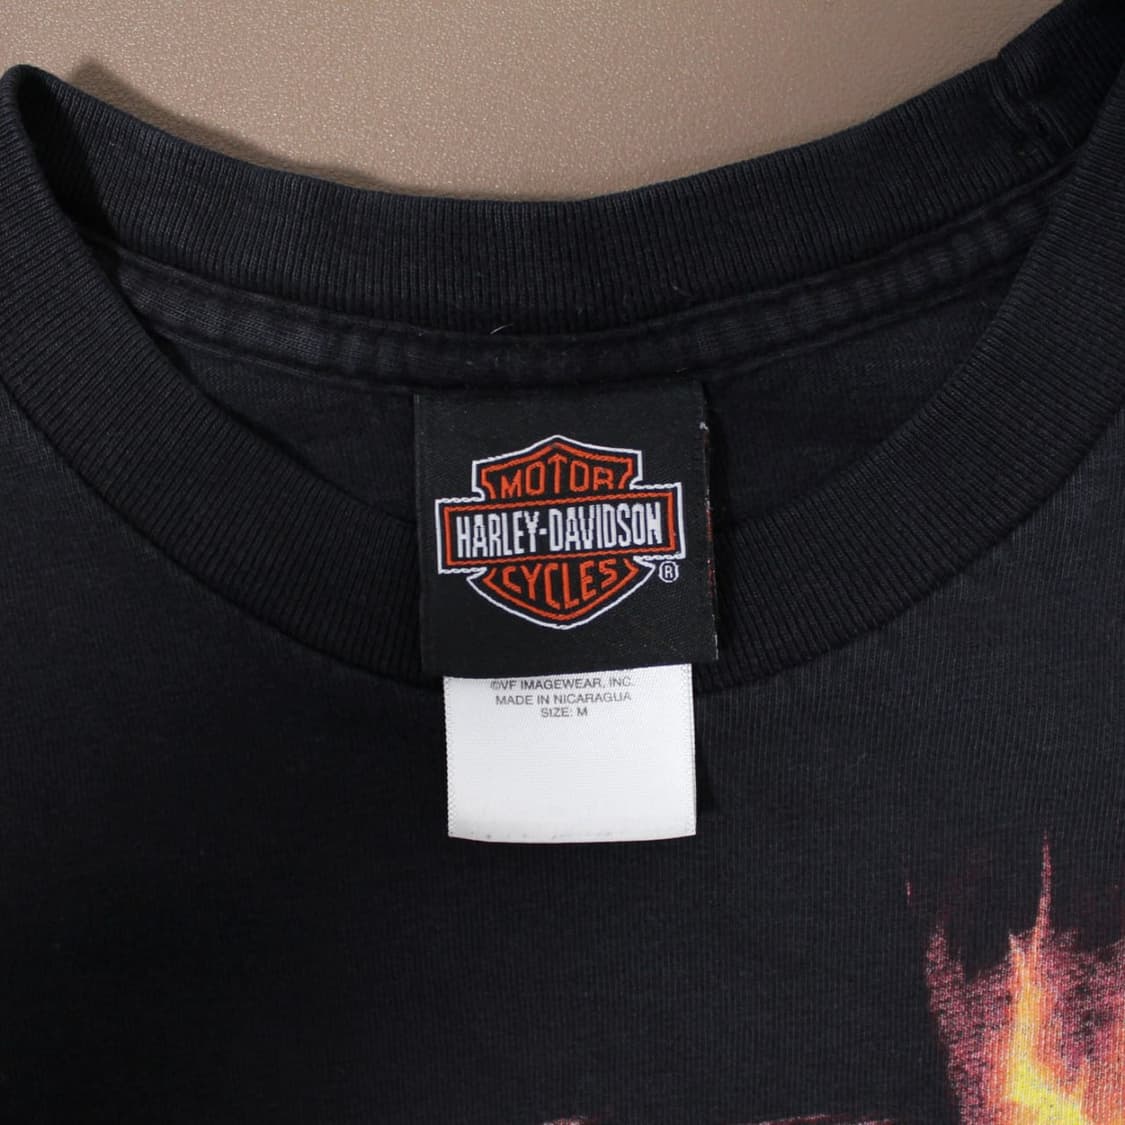 MOTOR
HARLEY-DAVIDSON
CYCLES
®
©VF IMAGEWEAR, INC.
MADE IN NICARAGUA
SIZE: M